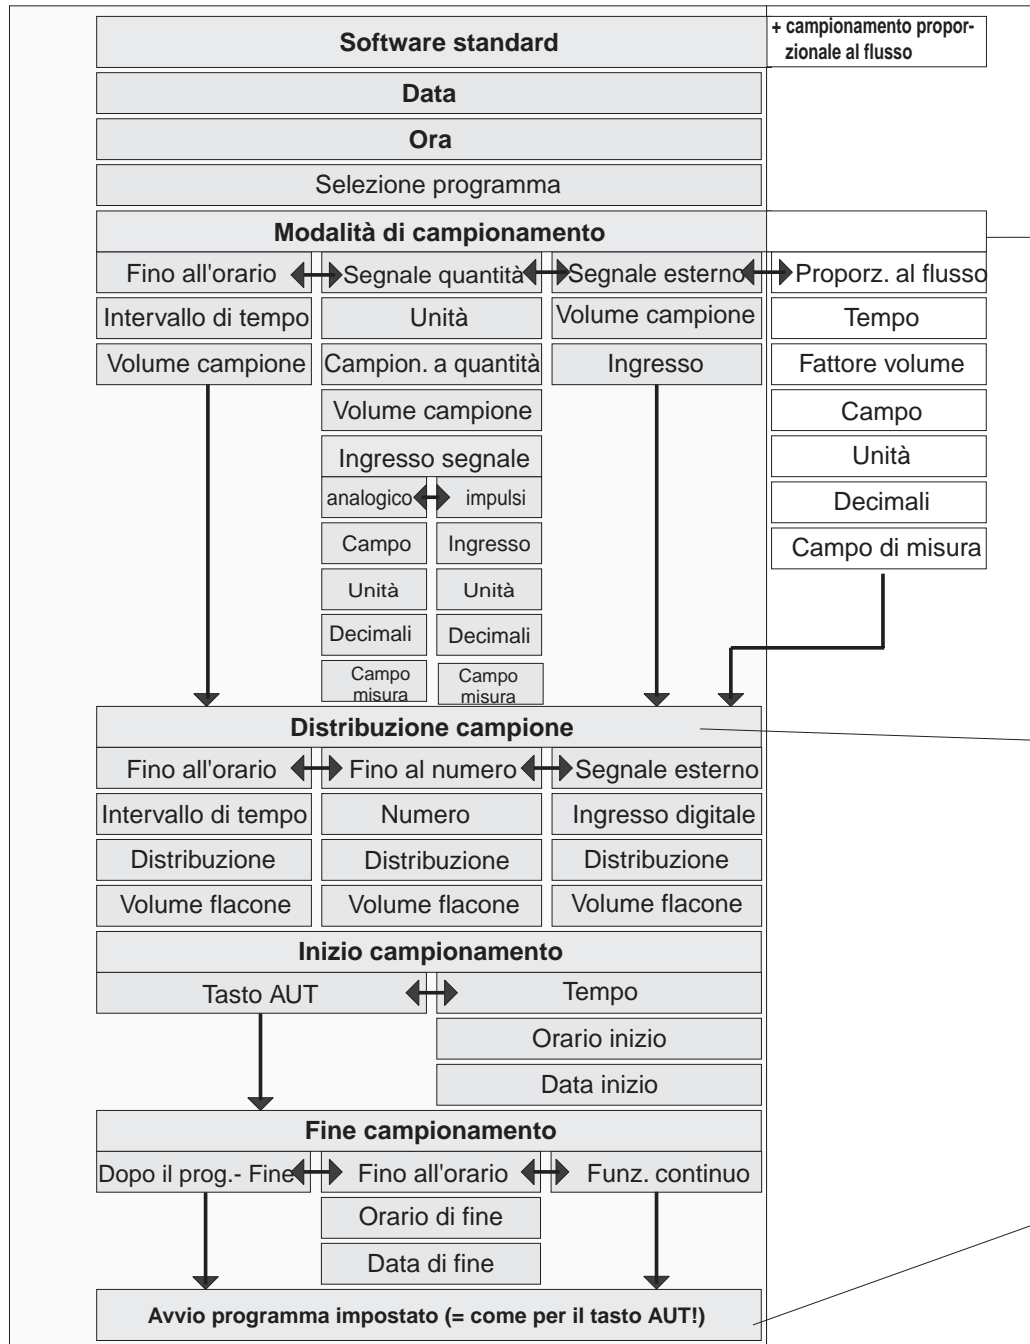 Software standard
+ campionamento propor-
zionale al flusso
Data
Ora
Selezione programma
Modalità di campionamento
Fino all'orario
Segnale quantità
Segnale esterno
Proporz. al flusso
Intervallo di tempo
Unità
Volume campione
Tempo
Volume campione
Campion. a quantità
Ingresso
Fattore volume
Volume campione
Campo
Ingresso segnale
Unità
analogico
impulsi
Decimali
Campo
Ingresso
Campo di misura
Unità
Unità
Decimali
Decimali
Campo
misura
Campo
misura
Distribuzione campione
Fino all'orario
Fino al numero
Segnale esterno
Intervallo di tempo
Numero
Ingresso digitale
Distribuzione
Distribuzione
Distribuzione
Volume flacone
Volume flacone
Volume flacone
Inizio campionamento
Tasto AUT
Tempo
Orario inizio
Data inizio
Fine campionamento
Dopo il prog.- Fine
Fino all'orario
Funz. continuo
Orario di fine
Data di fine
Avvio programma impostato (= come per il tasto AUT!)